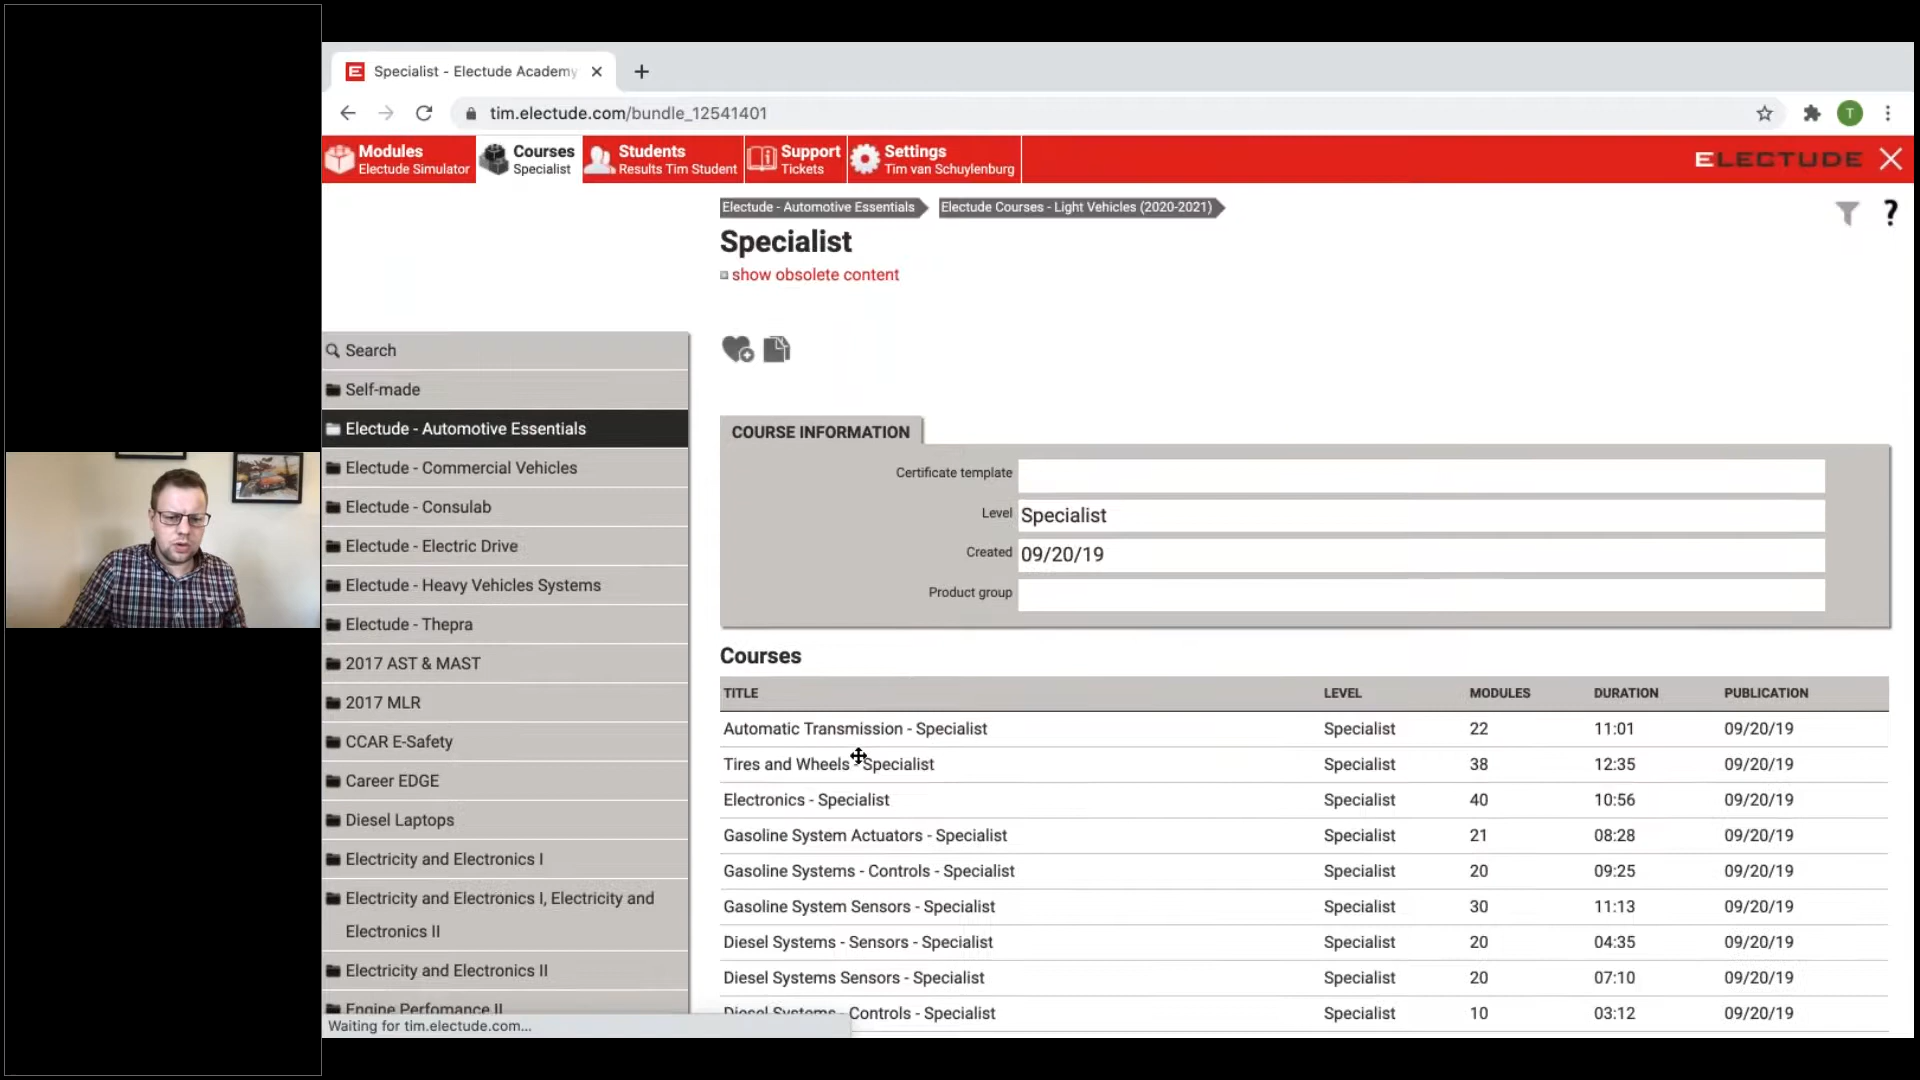 Specialist - Electude Academy
tim.electude.com/bundle_12541401
T
Modules
Electude Simulator
Courses
Specialist
Students
Results Tim Student
Support
Tickets
Settings
Tim van Schuylenburg
ELECTUDE
Electude - Automotive Essentials
Electude Courses - Light Vehicles (2020-2021)
?
Specialist
show obsolete content
Search
Self-made
Electude - Automotive Essentials
Electude - Commercial Vehicles
Electude - Consulab
Electude - Electric Drive
Electude - Heavy Vehicles Systems
Electude - Thepra
2017 AST & MAST
2017 MLR
CCAR E-Safety
Career EDGE
Diesel Laptops
Electricity and Electronics I
Electricity and Electronics I, Electricity and
Electronics II
Electricity and Electronics II
Engine Perfomance II
Waiting for tim.electude.com...
COURSE INFORMATION
Certificate template
Level Specialist
Created 09/20/19
Product group
Courses
TITLE LEVEL MODULES DURATION PUBLICATION
Automatic Transmission - Specialist Specialist 22 11:01 09/20/19
Tires and Wheels - Specialist Specialist 38 12:35 09/20/19
Electronics - Specialist Specialist 40 10:56 09/20/19
Gasoline System Actuators - Specialist Specialist 21 08:28 09/20/19
Gasoline Systems - Controls - Specialist Specialist 20 09:25 09/20/19
Gasoline System Sensors - Specialist Specialist 30 11:13 09/20/19
Diesel Systems - Sensors - Specialist Specialist 20 04:35 09/20/19
Diesel Systems Sensors - Specialist Specialist 20 07:10 09/20/19
Diesel Systems - Controls - Specialist Specialist 10 03:12 09/20/19